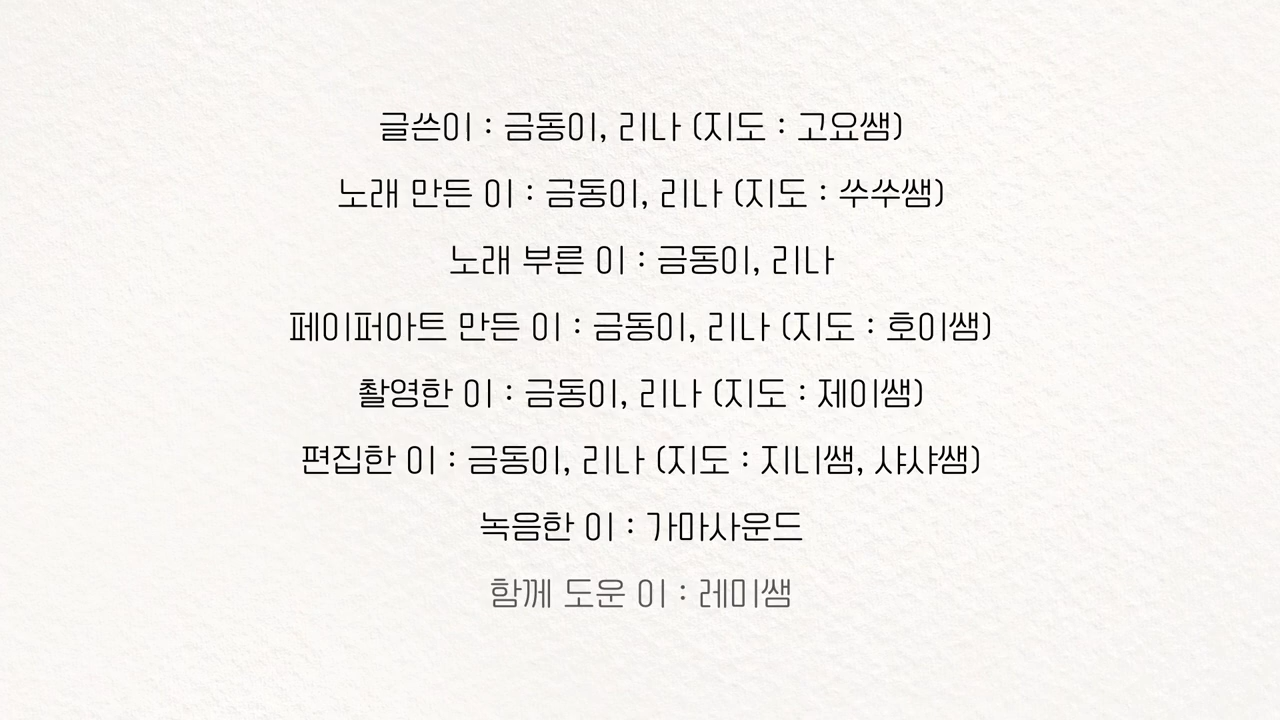 글쓴이 : 금동이, 리나 (지도 : 고요쌤)
노래 만든 이 : 금동이, 리나 (지도 : 쑤쑤쌤)
노래 부른 이 : 금동이, 리나
페이퍼아트 만든 이 : 금동이, 리나 (지도 : 호이쌤)
촬영한 이 : 금동이, 리나 (지도 : 제이쌤)
편집한 이 : 금동이, 리나 (지도 : 지니쌤, 샤샤쌤)
녹음한 이 : 가마사운드
함께 도운 이 : 레미쌤